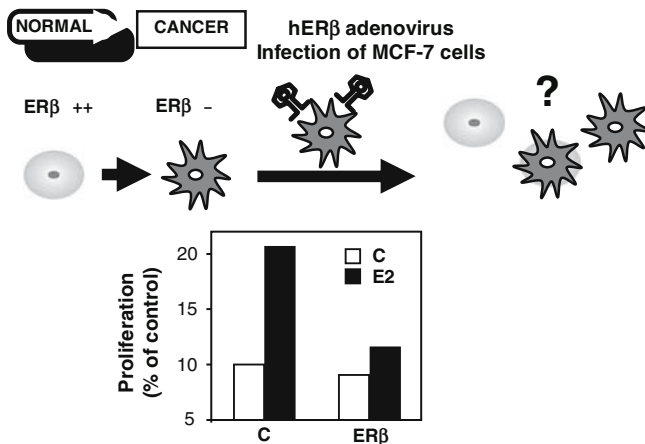 NORMAL CANCER
hERβ adenovirus
Infection of MCF-7 cells
ERβ ++ ERβ –
?
20
15
10
5
Proliferation
(% of control)
C
E2
C ERβ